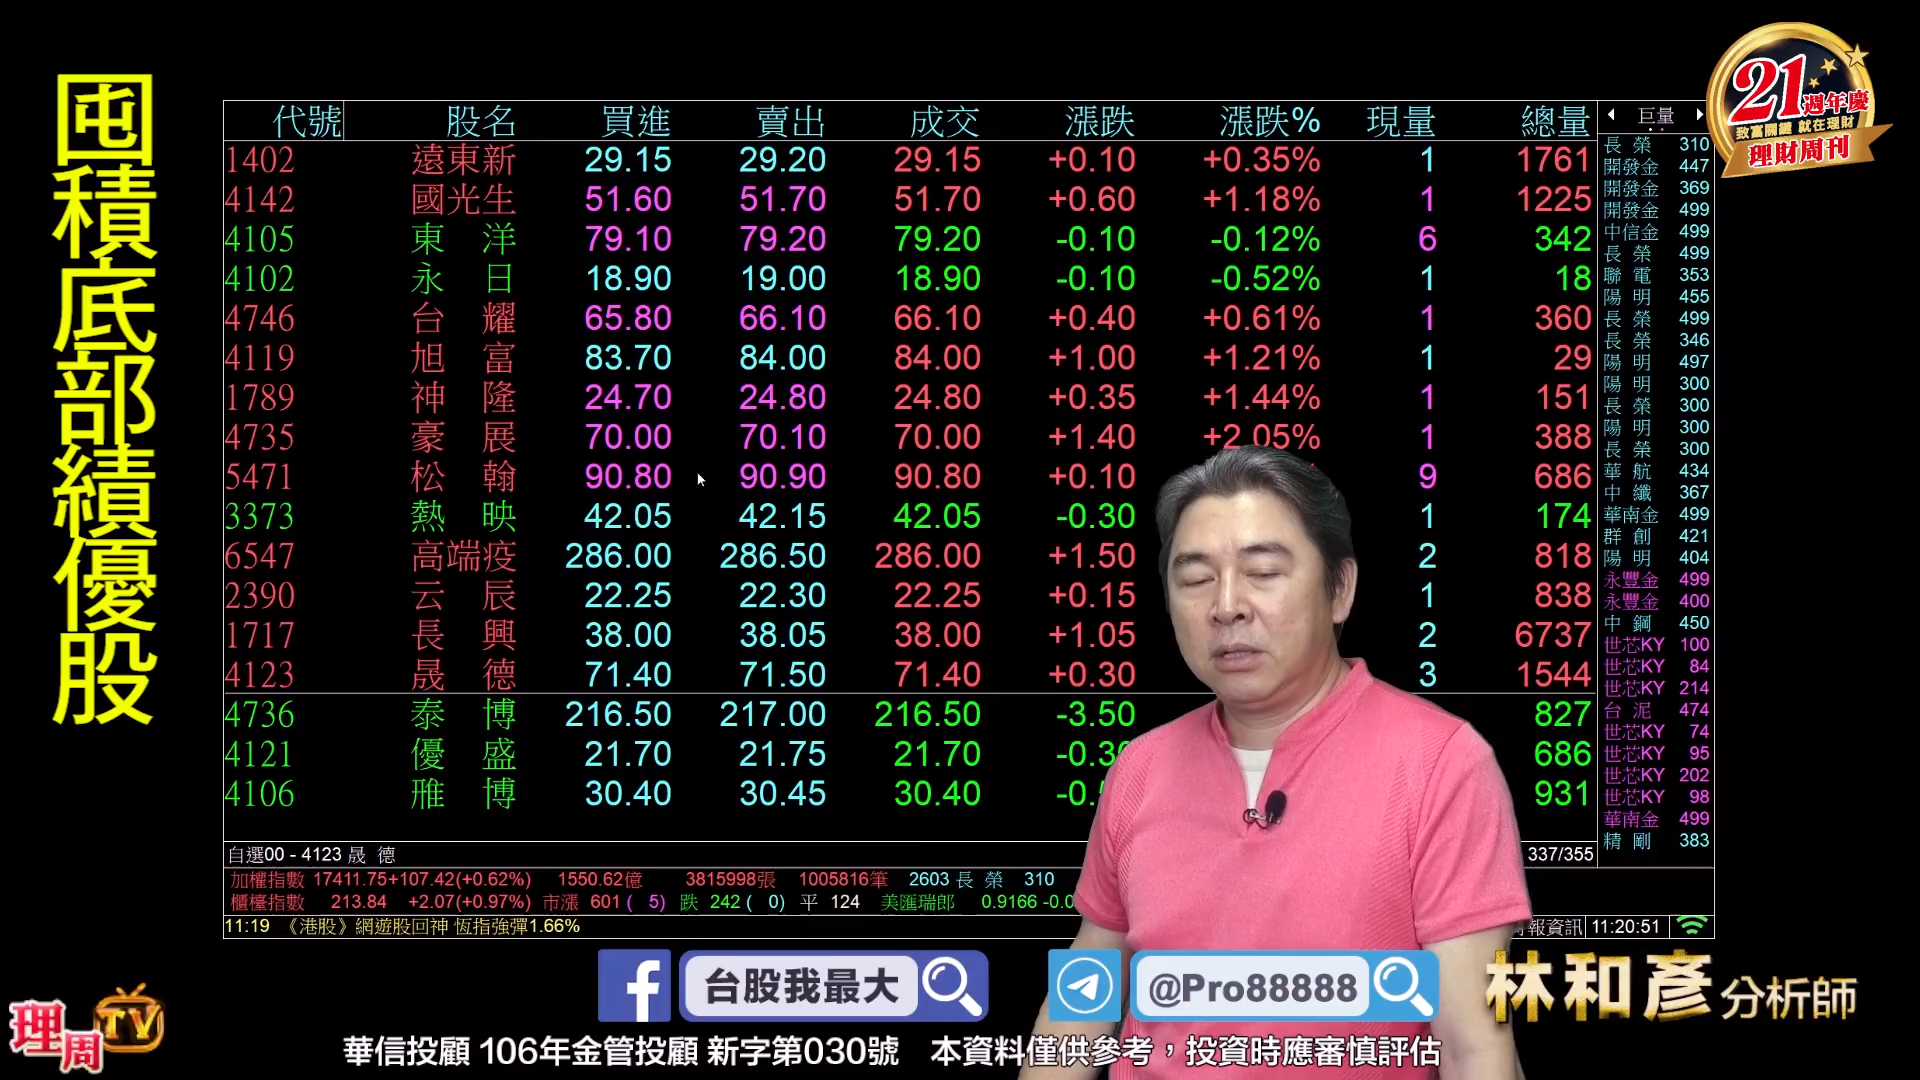 囤積底部績優股
代號 股名 買進 賣出 成交 漲跌 漲跌% 現量 總量
1402 遠東新 29.15 29.20 29.15 +0.10 +0.35% 1 1761
4142 國光生 51.60 51.70 51.70 +0.60 +1.18% 1 1225
4105 東 洋 79.10 79.20 79.20 -0.10 -0.12% 6 342
4102 永 日 18.90 19.00 18.90 -0.10 -0.52% 1 18
4746 台 耀 65.80 66.10 66.10 +0.40 +0.61% 1 360
4119 旭 富 83.70 84.00 84.00 +1.00 +1.21% 1 29
1789 神 隆 24.70 24.80 24.80 +0.35 +1.44% 1 151
4735 豪 展 70.00 70.10 70.00 +1.40 +2.05% 1 388
5471 松 翰 90.80 90.90 90.80 +0.10 9 686
3373 熱 映 42.05 42.15 42.05 -0.30 1 174
6547 高端疫 286.00 286.50 286.00 +1.50 2 818
2390 云 辰 22.25 22.30 22.25 +0.15 1 838
1717 長 興 38.00 38.05 38.00 +1.05 2 6737
4123 晟 德 71.40 71.50 71.40 +0.30 3 1544
4736 泰 博 216.50 217.00 216.50 -3.50 827
4121 優 盛 21.70 21.75 21.70 -0.30 686
4106 雃 博 30.40 30.45 30.40 931
自選00 - 4123 晟 德 337/355
加權指數 17411.75+107.42(+0.62%) 1550.62億 3815998張 1005816筆 2603 長 榮 310
櫃檯指數 213.84 +2.07(+0.97%) 市漲 601 ( 5) 跌 242 ( 0) 平 124 美匯瑞郎 0.9166
11:19 《港股》網遊股回神 恆指強彈1.66% 報資訊 11:20:51
巨量
長 榮 310
開發金 447
開發金 369
開發金 499
中信金 499
長 榮 499
聯 電 353
陽 明 455
長 榮 499
長 榮 346
陽 明 497
陽 明 300
長 榮 300
陽 明 300
長 榮 300
華 航 434
中 纖 367
華南金 499
群 創 421
陽 明 404
永豐金 499
永豐金 400
中 鋼 450
世芯KY 100
世芯KY 84
世芯KY 214
台 泥 474
世芯KY 74
世芯KY 95
世芯KY 202
世芯KY 98
華南金 499
精 剛 383
21週年慶
致富關鍵 就在理財
理財周刊
f 台股我最大
@Pro88888
林和彥分析師
理周TV
華信投顧 106年金管投顧 新字第030號 本資料僅供參考，投資時應審慎評估